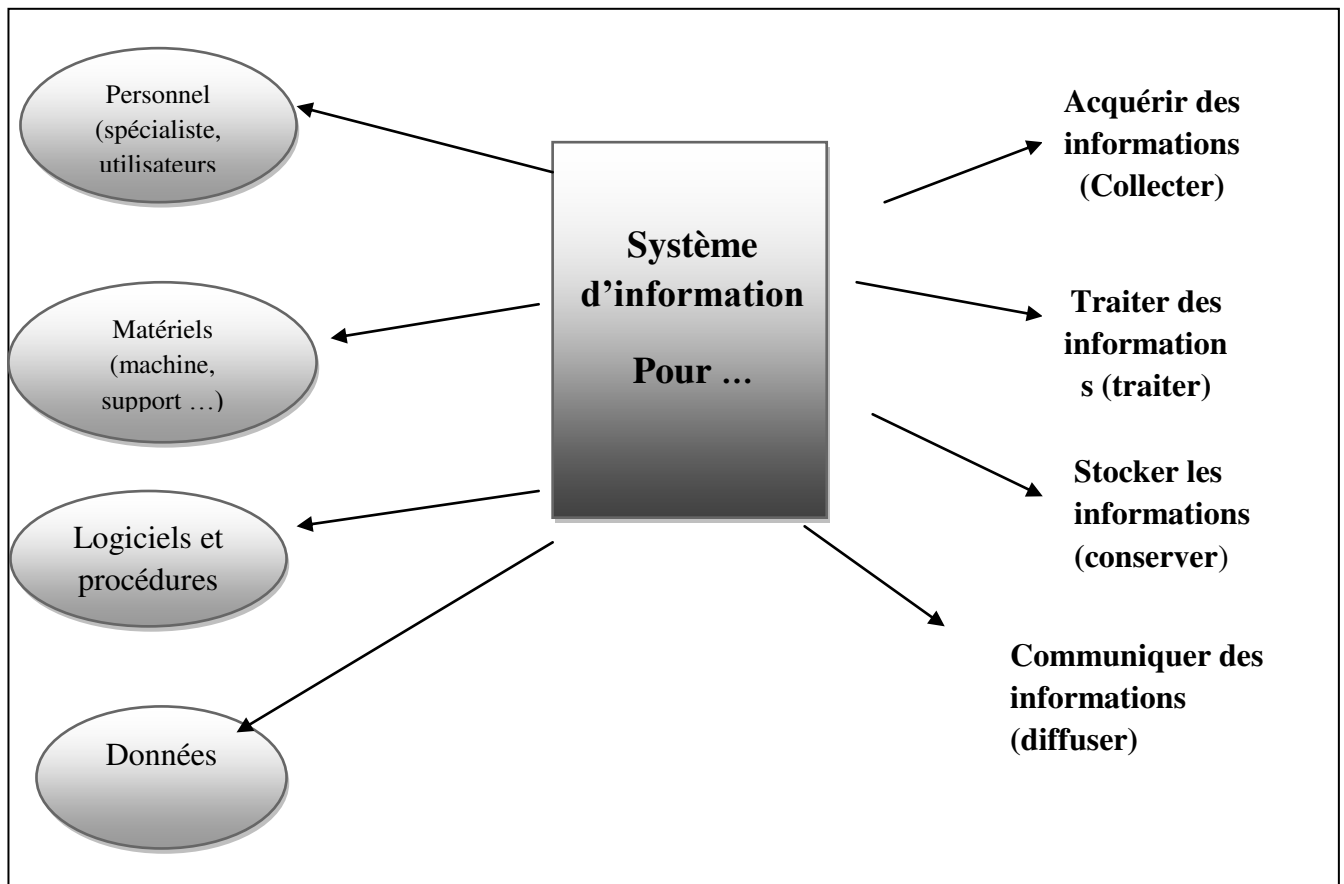 Personnel
(spécialiste,
utilisateurs
Matériels
(machine,
support …)
Logiciels et
procédures
Données
Système
d’information
Pour …
Acquérir des
informations
(Collecter)
Traiter des
information
s (traiter)
Stocker les
informations
(conserver)
Communiquer des
informations
(diffuser)